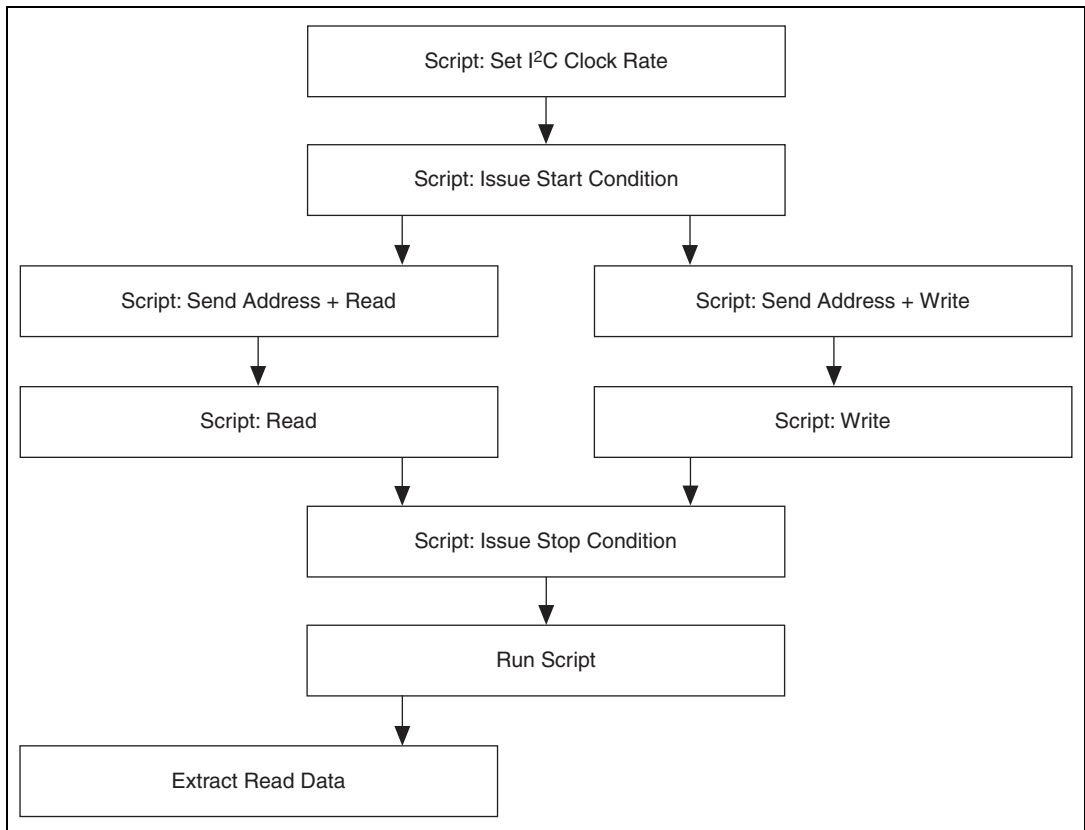 Script: Set I²C Clock Rate
Script: Issue Start Condition
Script: Send Address + Read
Script: Send Address + Write
Script: Read
Script: Write
Script: Issue Stop Condition
Run Script
Extract Read Data